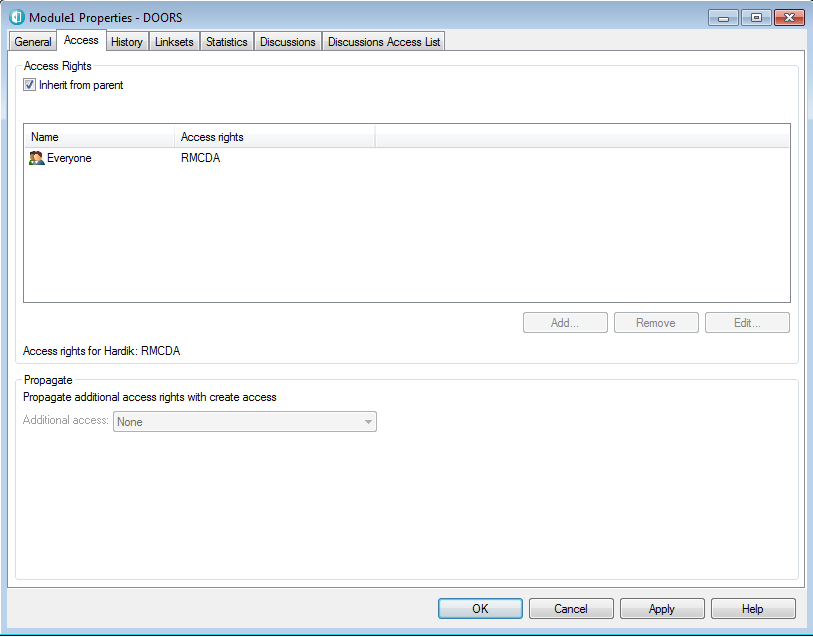 Module1 Properties - DOORS
General Access History Linksets Statistics Discussions Discussions Access List
Access Rights
Inherit from parent
Name Access rights
Everyone RMCDA
Add... Remove Edit...
Access rights for Hardik: RMCDA
Propagate
Propagate additional access rights with create access
Additional access: None
OK Cancel Apply Help